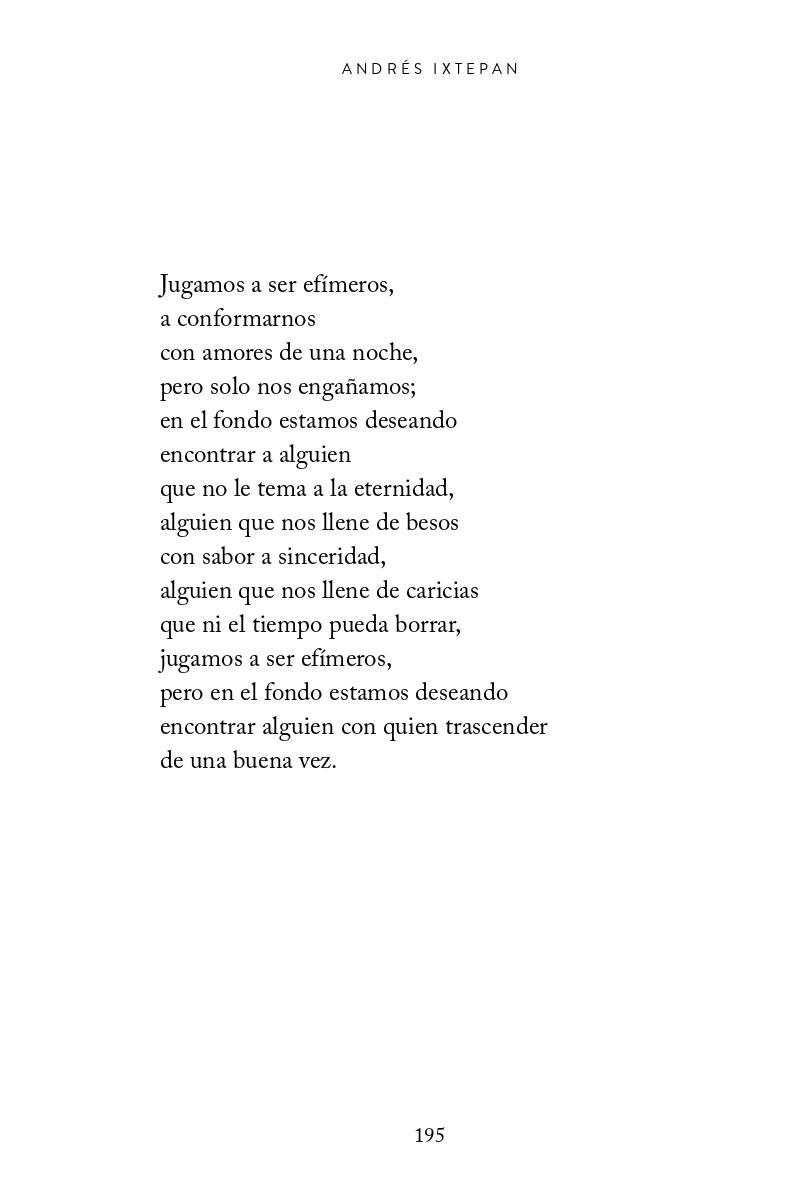 ANDRÉS IXTEPAN
Jugamos a ser efímeros,
a conformarnos
con amores de una noche,
pero solo nos engañamos;
en el fondo estamos deseando
encontrar a alguien
que no le tema a la eternidad,
alguien que nos llene de besos
con sabor a sinceridad,
alguien que nos llene de caricias
que ni el tiempo pueda borrar,
jugamos a ser efímeros,
pero en el fondo estamos deseando
encontrar alguien con quien trascender
de una buena vez.
195